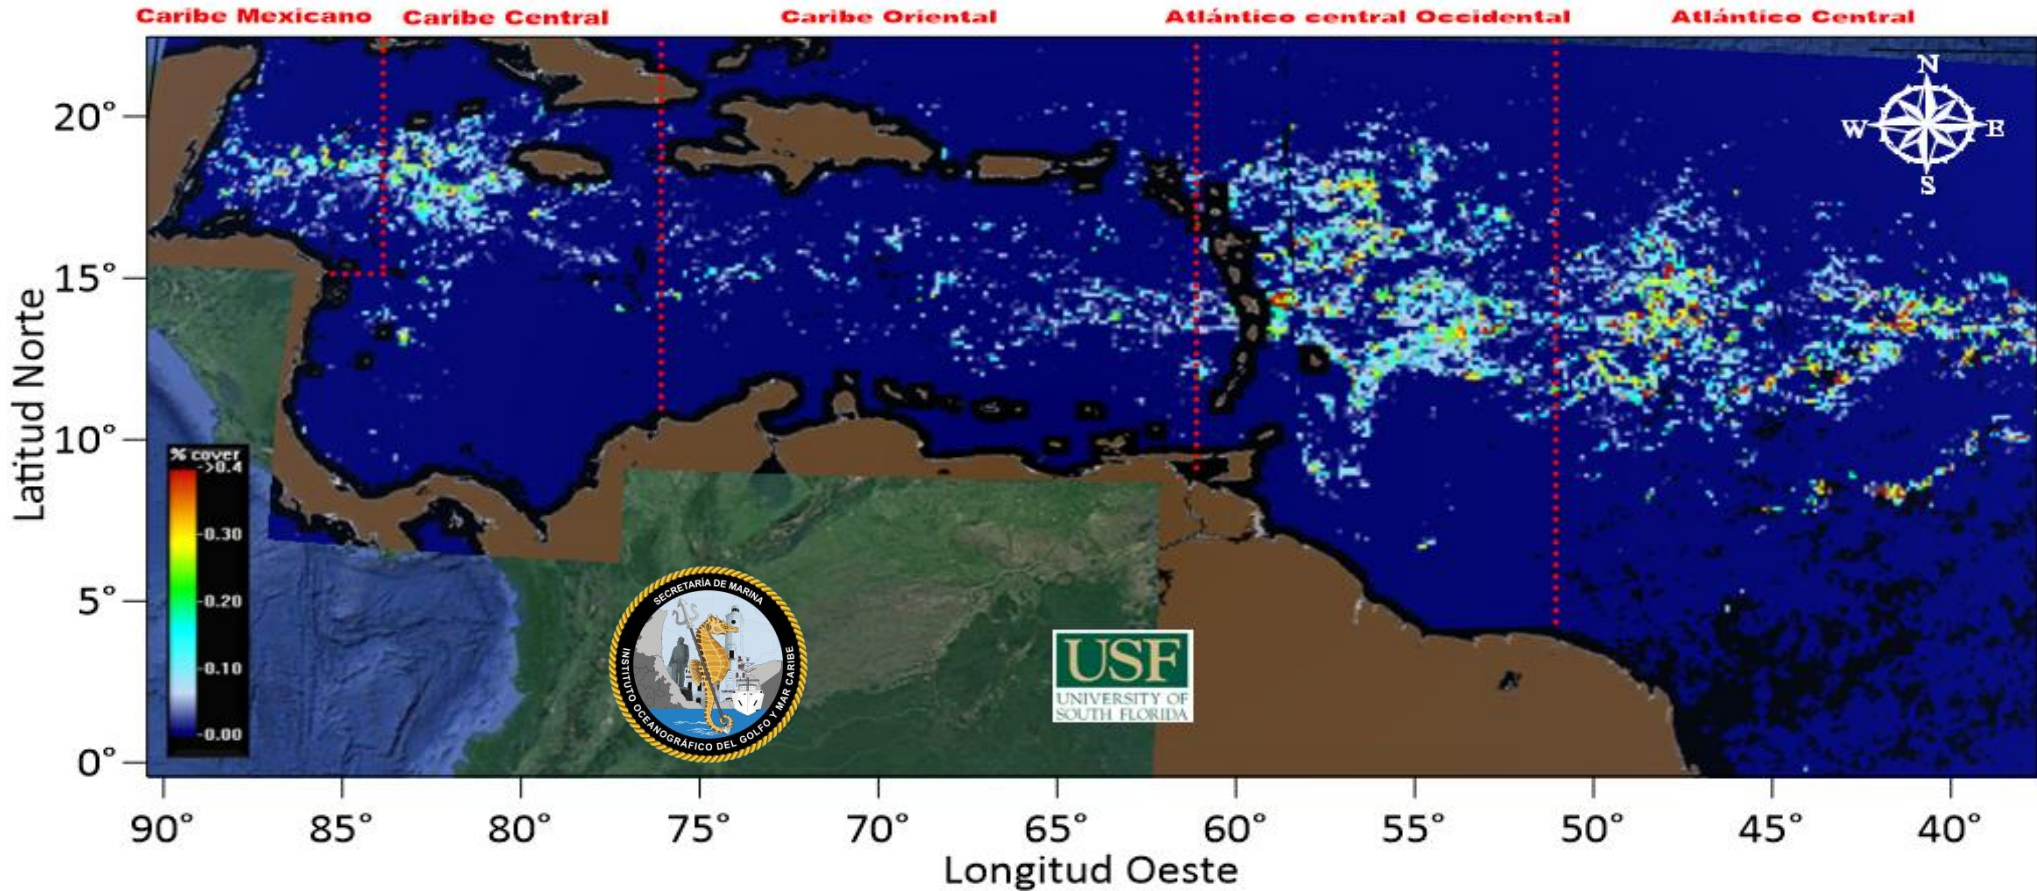 Caribe Mexicano
Caribe Central
Caribe Oriental
Atlántico central Occidental
Atlántico Central
N
W
E
S
Latitud Norte
20°
15°
10°
5°
0°
% cover
->0.4
-0.30
-0.20
-0.10
-0.00
SECRETARÍA DE MARINA
INSTITUTO OCEANOGRÁFICO DEL GOLFO Y MAR CARIBE
USF
UNIVERSITY OF
SOUTH FLORIDA
90°
85°
80°
75°
70°
65°
60°
55°
50°
45°
40°
Longitud Oeste